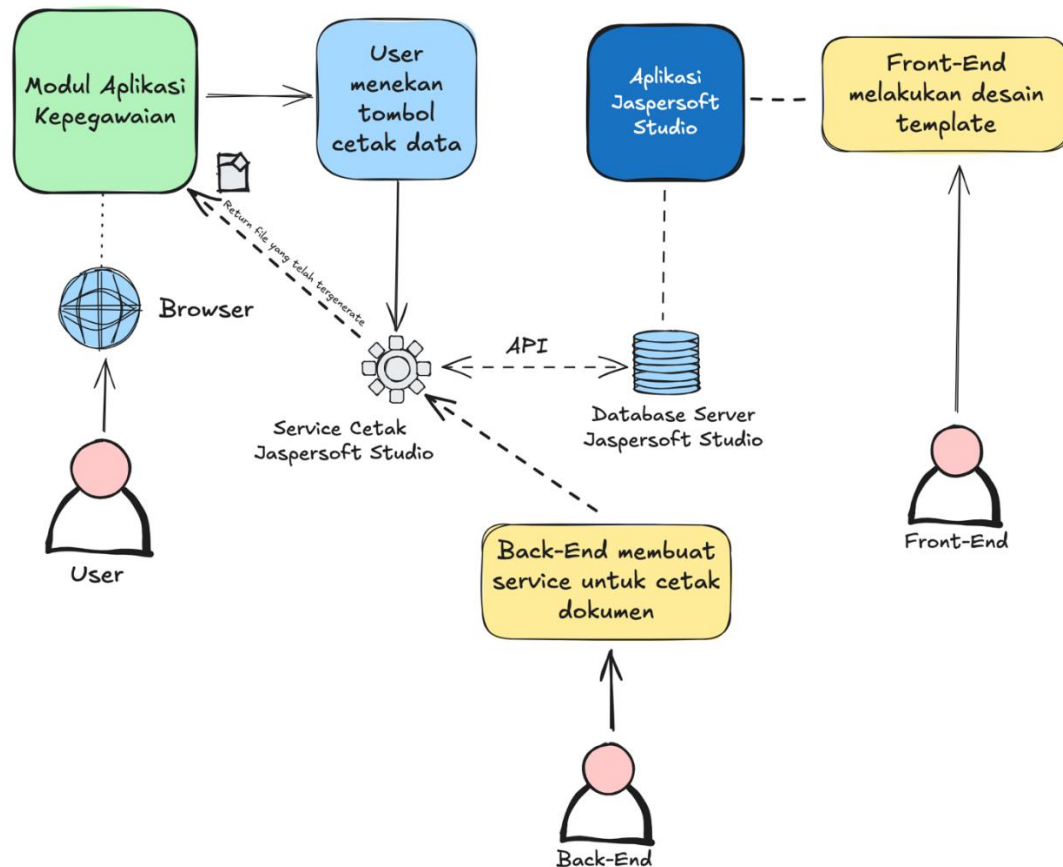 Modul Aplikasi
Kepegawaian
User
menekan
tombol
cetak data
Aplikasi
Jaspersoft
Studio
Front-End
melakukan desain
template
Return file yang telah tergenerate
Browser
API
Service Cetak
Jaspersoft Studio
Database Server
Jaspersoft Studio
User
Front-End
Back-End membuat
service untuk cetak
dokumen
Back-End